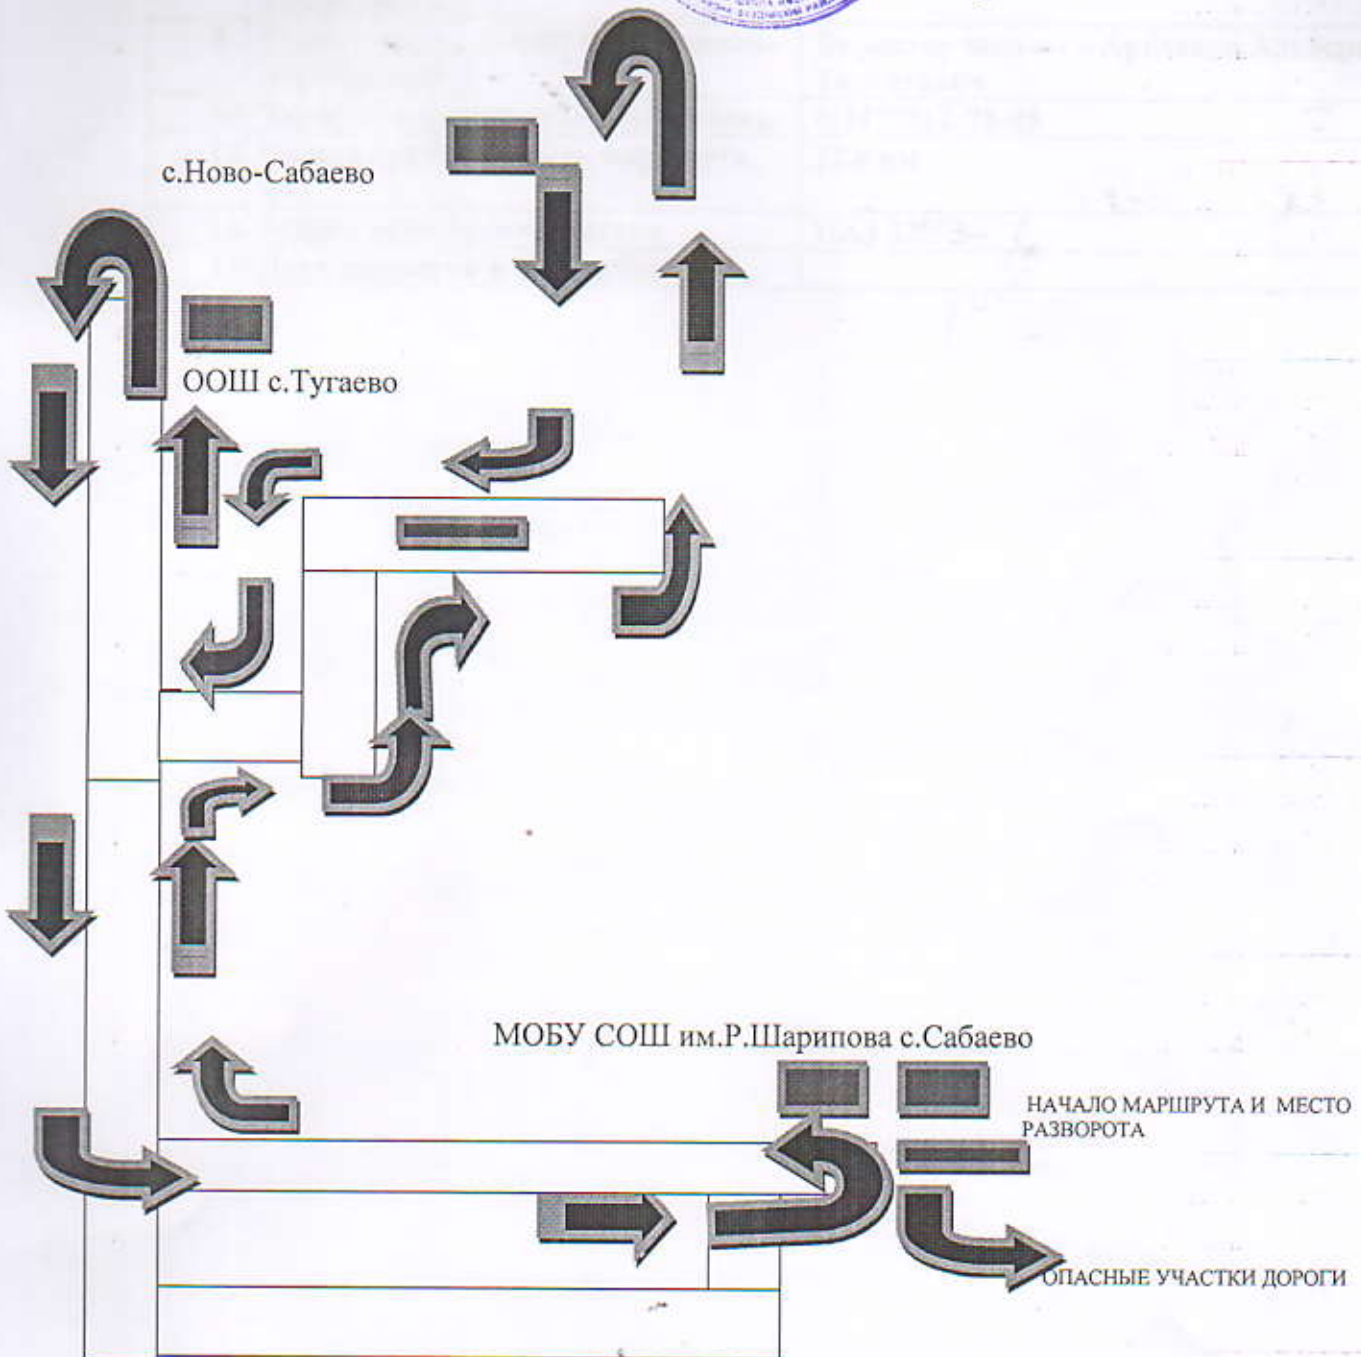 с.Ново-Сабаево
ООШ с.Тугаево
МОБУ СОШ им.Р.Шарипова с.Сабаево
НАЧАЛО МАРШРУТА И МЕСТО
РАЗВОРОТА
ОПАСНЫЕ УЧАСТКИ ДОРОГИ